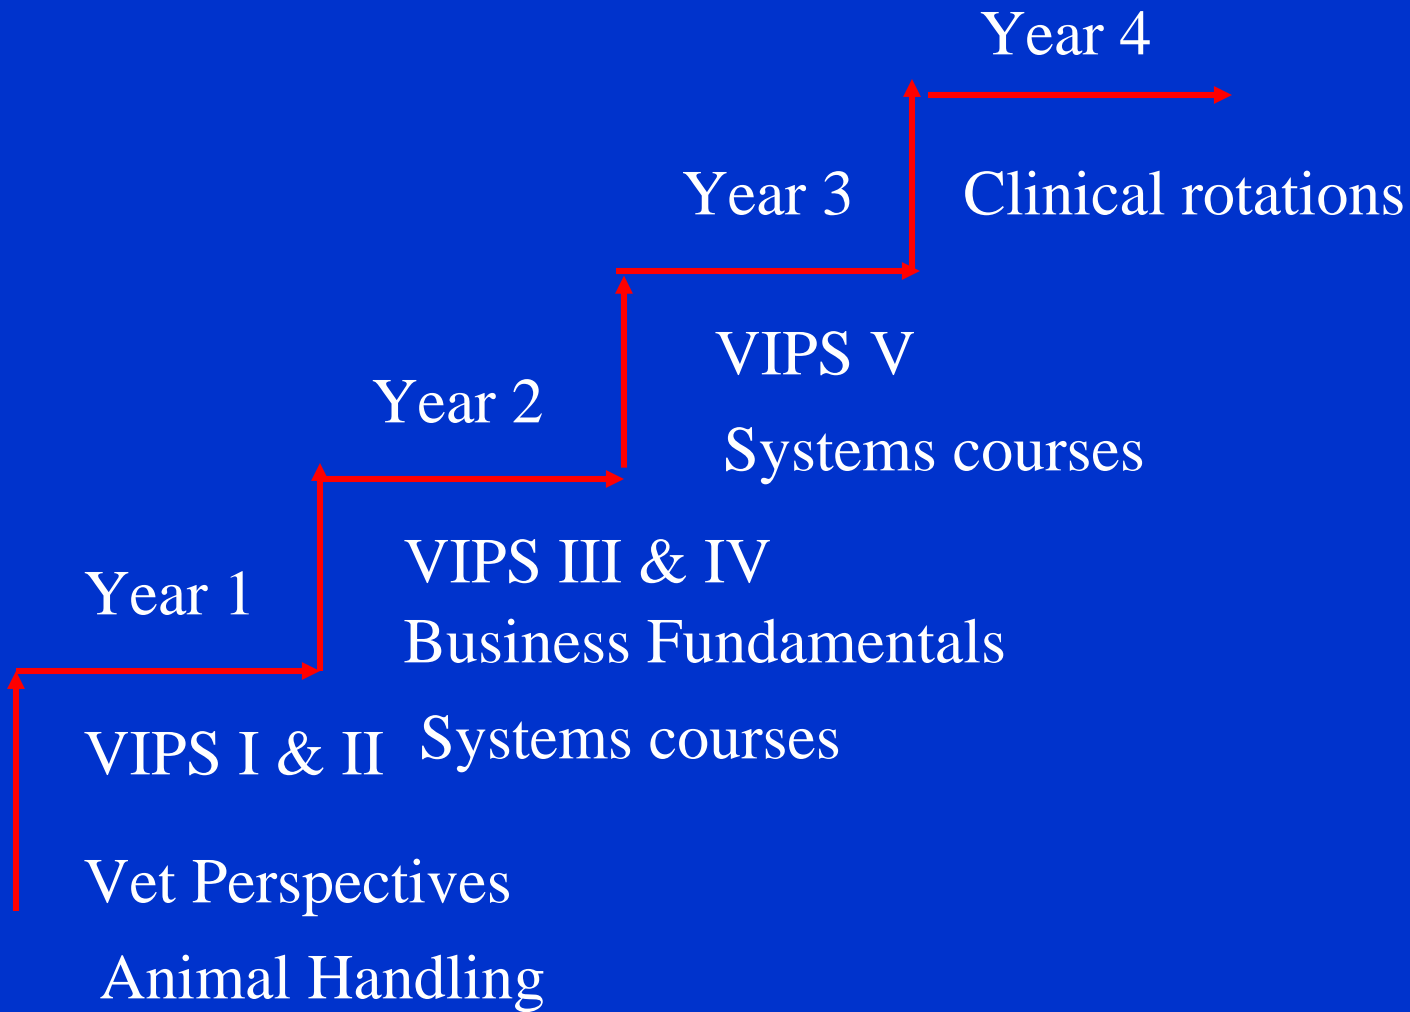 Year 4
Clinical rotations
Year 3
VIPS V
Systems courses
Year 2
VIPS III & IV
Business Fundamentals
Systems courses
Year 1
VIPS I & II
Vet Perspectives
Animal Handling